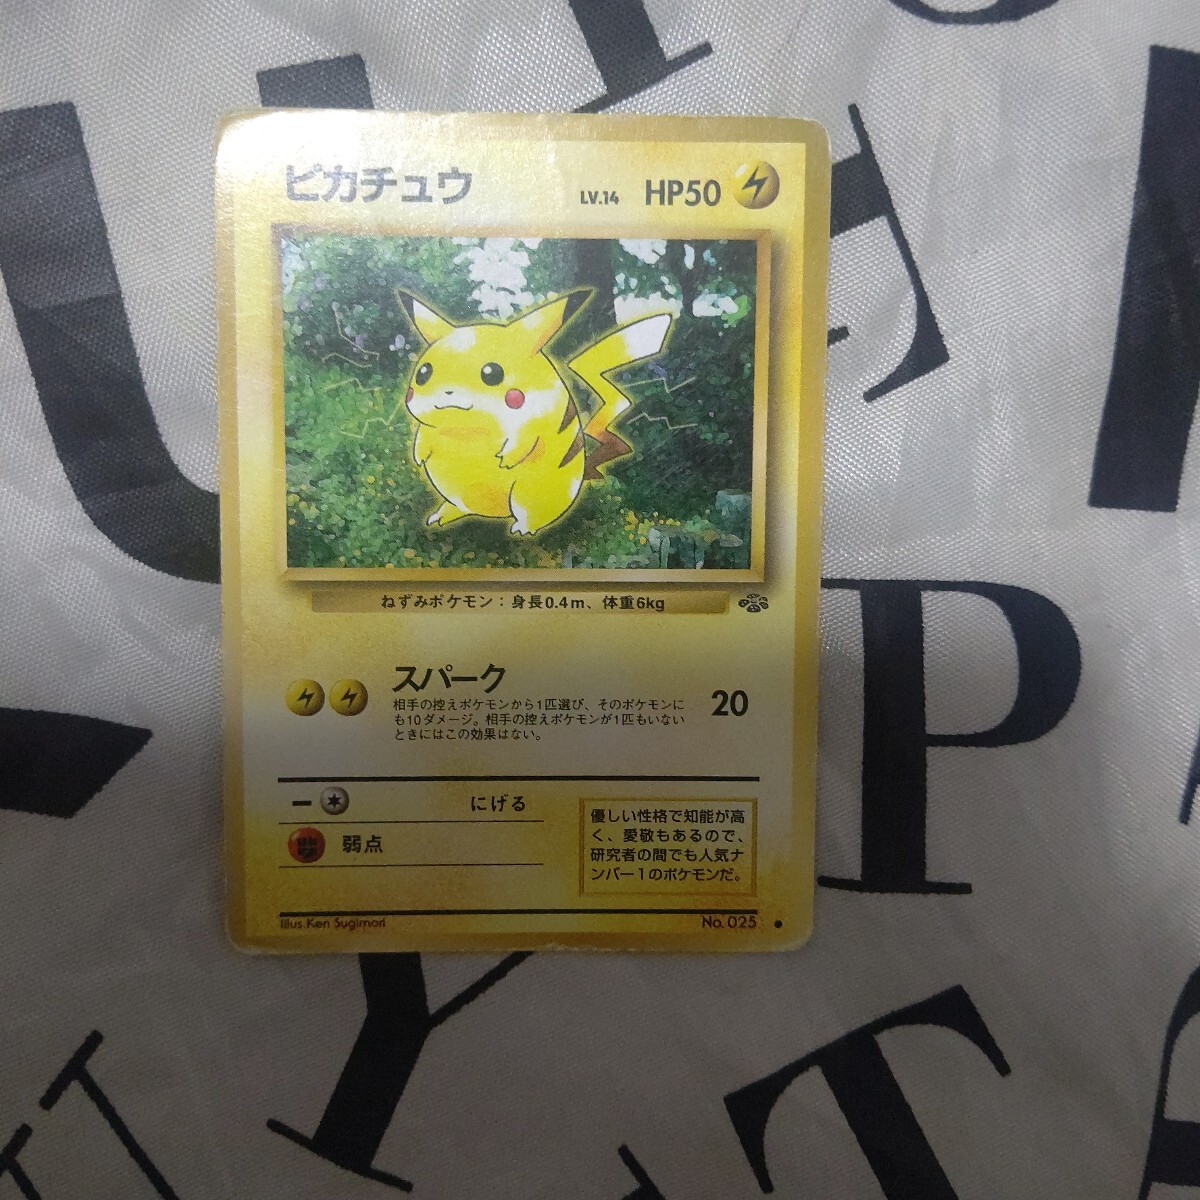 ピカチュウ LV.14 HP50
ねずみポケモン：身長0.4m、体重6kg
スパーク
相手の控えポケモンから1匹選び、そのポケモンに
も10ダメージ。相手の控えポケモンが1匹もいない
ときにはこの効果はない。
20
にげる
弱点
優しい性格で知能が高
く、愛敬もあるので、
研究者の間でも人気ナ
ンバー1のポケモンだ。
Illus. Ken Sugimori
No. 025